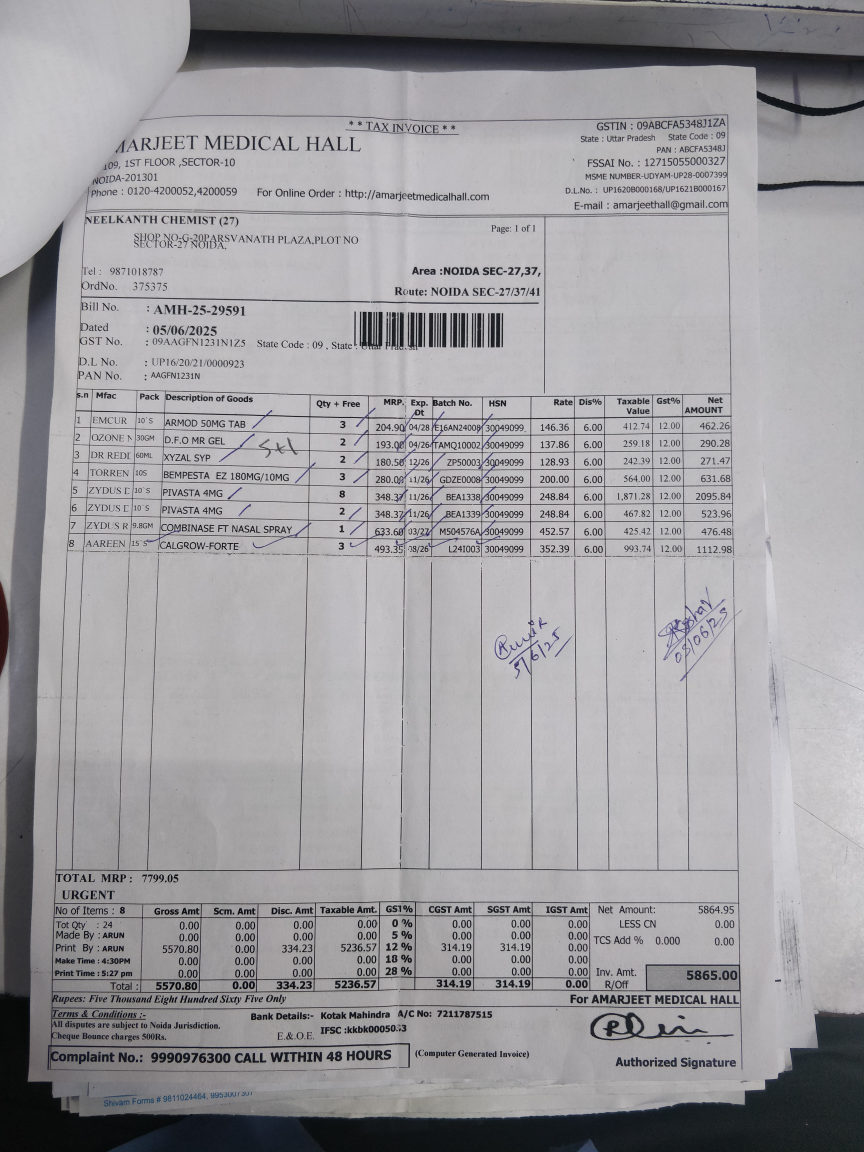 * * TAX INVOICE * *
GSTIN : 09ABCFA5348J1ZA
State : Uttar Pradesh State Code : 09
PAN : ABCFA5348J
FSSAI No. : 12715055000327
MSME NUMBER-UDYAM-UP28-0007399
D.L.No. : UP1620B000168/UP1621B000167
E-mail : amarjeethall@gmail.com
MARJEET MEDICAL HALL
109, 1ST FLOOR ,SECTOR-10
NOIDA-201301
Phone : 0120-4200052,4200059 For Online Order : http://amarjeetmedicalhall.com
NEELKANTH CHEMIST (27)
Page: 1 of 1
SHOP NO-G-20PARSVANATH PLAZA,PLOT NO
SECTOR-27 NOIDA,
Tel : 9871018787
Area :NOIDA SEC-27,37,
OrdNo. 375375
Route: NOIDA SEC-27/37/41
Bill No. : AMH-25-29591
Dated : 05/06/2025
GST No. : 09AAGFN1231N1Z5 State Code : 09 , State : Uttar Pradesh
D.L No. : UP16/20/21/0000923
PAN No. : AAGFN1231N
s.n Mfac Pack Description of Goods Qty + Free MRP. Exp. Dt Batch No. HSN Rate Dis% Taxable Value Gst% Net AMOUNT
1 EMCUR 10`S ARMOD 50MG TAB 3 204.90 04/28 E16AN24008 30049099 146.36 6.00 412.74 12.00 462.26
2 OZONE N 30GM D.F.O MR GEL 2 193.00 04/26 TAMQ10002 30049099 137.86 6.00 259.18 12.00 290.28
3 DR REDI 60ML XYZAL SYP 5+1 2 180.50 12/26 ZP50003 30049099 128.93 6.00 242.39 12.00 271.47
4 TORREN 10S BEMPESTA EZ 180MG/10MG 3 280.00 11/26 GDZE0008 30049099 200.00 6.00 564.00 12.00 631.68
5 ZYDUS D 10`S PIVASTA 4MG 8 348.37 11/26 BEA1338 30049099 248.84 6.00 1,871.28 12.00 2095.84
6 ZYDUS D 10`S PIVASTA 4MG 2 348.37 11/26 BEA1339 30049099 248.84 6.00 467.82 12.00 523.96
7 ZYDUS R 9.8GM COMBINASE FT NASAL SPRAY 1 633.60 03/27 M504576A 30049099 452.57 6.00 425.42 12.00 476.48
8 AAREEN 15`S CALGROW-FORTE 3 493.35 08/26 L24I003 30049099 352.39 6.00 993.74 12.00 1112.98
5/6/25
TOTAL MRP : 7799.05
URGENT
No of Items : 8 Gross Amt Scm. Amt Disc. Amt Taxable Amt. GST% CGST Amt SGST Amt IGST Amt Net Amount: 5864.95
Tot Qty : 24 0.00 0.00 0.00 0.00 0 % 0.00 0.00 0.00 LESS CN 0.00
Made By : ARUN 0.00 0.00 0.00 0.00 5 % 0.00 0.00 0.00
Print By : ARUN 5570.80 0.00 334.23 5236.57 12 % 314.19 314.19 0.00 TCS Add % 0.000 0.00
Make Time : 4:30PM 0.00 0.00 0.00 0.00 18 % 0.00 0.00 0.00
Print Time : 5:27 pm 0.00 0.00 0.00 0.00 28 % 0.00 0.00 0.00 Inv. Amt. 5865.00
Total : 5570.80 0.00 334.23 5236.57 314.19 314.19 0.00 R/Off
Rupees: Five Thousand Eight Hundred Sixty Five Only
For AMARJEET MEDICAL HALL
Terms & Conditions :- Bank Details:- Kotak Mahindra A/C No: 7211787515
All disputes are subject to Noida Jurisdiction. IFSC :kkbk00050
Cheque Bounce charges 500Rs. E.& O.E.
Complaint No.: 9990976300 CALL WITHIN 48 HOURS
(Computer Generated Invoice)
Authorized Signature
Shivam Forms # 9811024464,